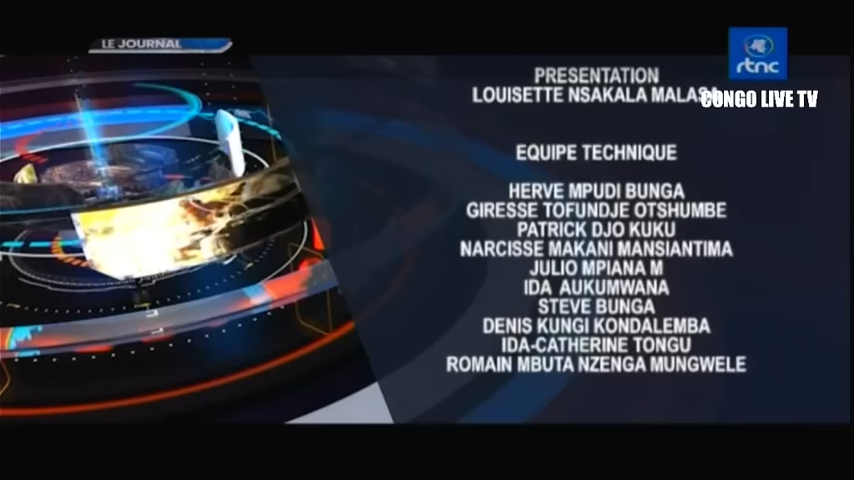 LE JOURNAL
rtnc
CONGO LIVE TV
PRESENTATION
LOUISETTE NSAKALA
EQUIPE TECHNIQUE
HERVE MPUDI BUNGA
GIRESSE TOFUNDJE OTSHUMBE
PATRICK DJO KUKU
NARCISSE MAKANI MANSIANTIMA
JULIO MPIANA M
IDA AUKUMWANA
STEVE BUNGA
DENIS KUNGI KONDALEMBA
IDA-CATHERINE TONGU
ROMAIN MBUTA NZENGA MUNGWELE